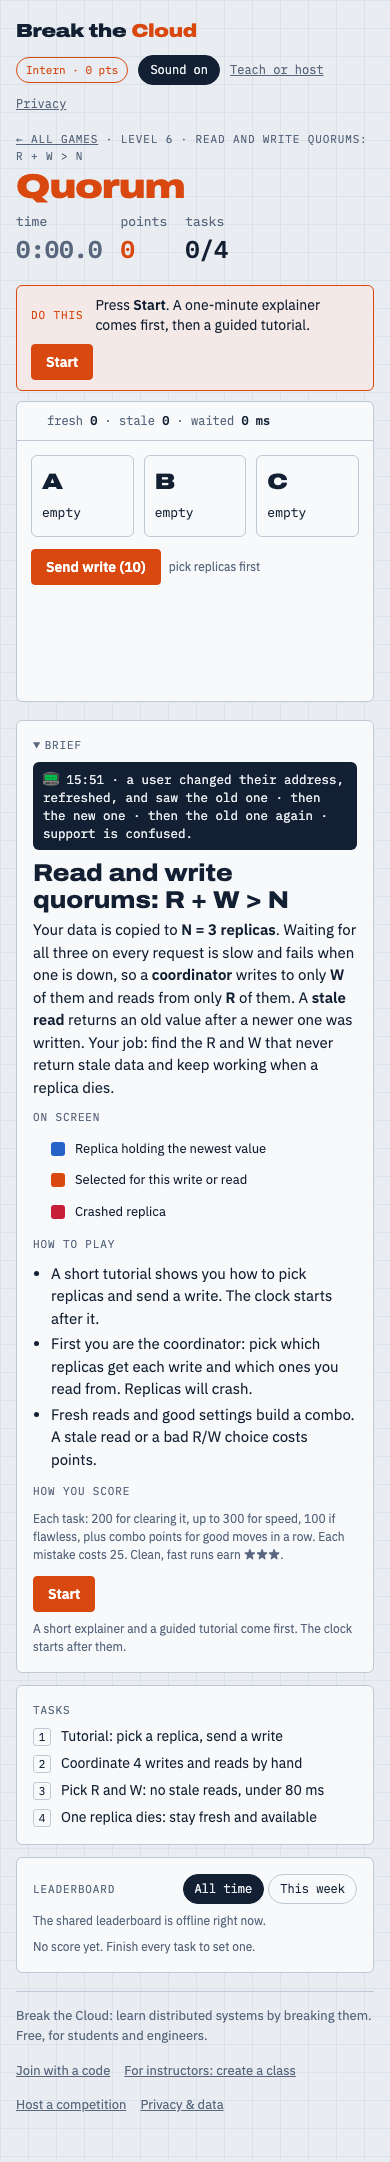 Break the Cloud
Intern · 0 pts
Sound on
Teach or host
Privacy
← ALL GAMES · LEVEL 6 · READ AND WRITE QUORUMS:
R + W > N
Quorum
time points tasks
0:00.0 0 0/4
DO THIS
Press Start. A one-minute explainer
comes first, then a guided tutorial.
Start
fresh 0 · stale 0 · waited 0 ms
A B C
empty empty empty
Send write (10) pick replicas first
▼ BRIEF
15:51 · a user changed their address,
refreshed, and saw the old one · then
the new one · then the old one again ·
support is confused.
Read and write
quorums: R + W > N
Your data is copied to N = 3 replicas. Waiting for
all three on every request is slow and fails when
one is down, so a coordinator writes to only W
of them and reads from only R of them. A stale
read returns an old value after a newer one was
written. Your job: find the R and W that never
return stale data and keep working when a
replica dies.
ON SCREEN
Replica holding the newest value
Selected for this write or read
Crashed replica
HOW TO PLAY
• A short tutorial shows you how to pick
replicas and send a write. The clock starts
after it.
• First you are the coordinator: pick which
replicas get each write and which ones you
read from. Replicas will crash.
• Fresh reads and good settings build a combo.
A stale read or a bad R/W choice costs
points.
HOW YOU SCORE
Each task: 200 for clearing it, up to 300 for speed, 100 if
flawless, plus combo points for good moves in a row. Each
mistake costs 25. Clean, fast runs earn ★★★.
Start
A short explainer and a guided tutorial come first. The clock
starts after them.
TASKS
1 Tutorial: pick a replica, send a write
2 Coordinate 4 writes and reads by hand
3 Pick R and W: no stale reads, under 80 ms
4 One replica dies: stay fresh and available
LEADERBOARD All time This week
The shared leaderboard is offline right now.
No score yet. Finish every task to set one.
Break the Cloud: learn distributed systems by breaking them.
Free, for students and engineers.
Join with a code For instructors: create a class
Host a competition Privacy & data